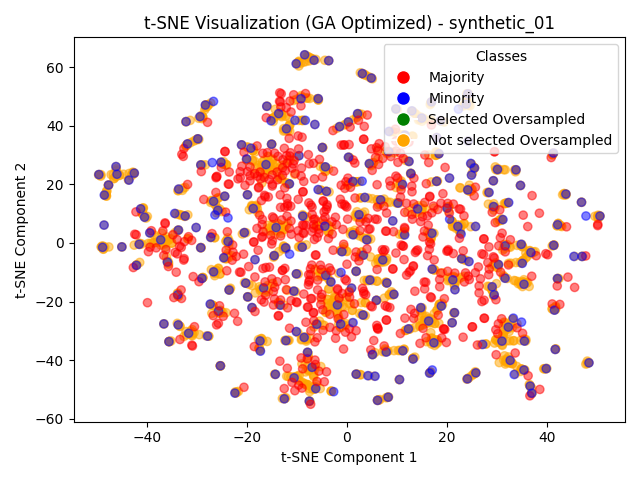 t-SNE Visualization (GA Optimized) - synthetic_01
Classes
Majority
Minority
Selected Oversampled
Not selected Oversampled
t-SNE Component 2
60
40
20
0
−20
−40
−60
−40
−20
0
20
40
t-SNE Component 1